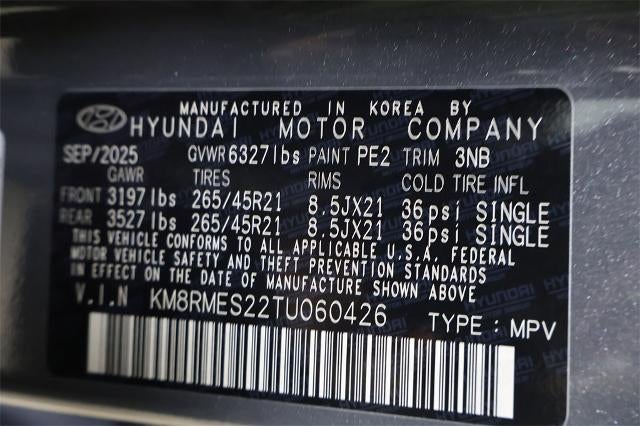 MANUFACTURED IN KOREA BY
HYUNDAI MOTOR COMPANY
SEP/2025 GVWR 6327lbs PAINT PE2 TRIM 3NB
GAWR TIRES RIMS COLD TIRE INFL
FRONT 3197lbs 265/45R21 8.5JX21 36psi SINGLE
REAR 3527lbs 265/45R21 8.5JX21 36psi SINGLE
THIS VEHICLE CONFORMS TO ALL APPLICABLE U.S.A. FEDERAL
MOTOR VEHICLE SAFETY AND THEFT PREVENTION STANDARDS
IN EFFECT ON THE DATE OF MANUFACTURE SHOWN ABOVE
V.I.N KM8RMES22TU060426 TYPE : MPV